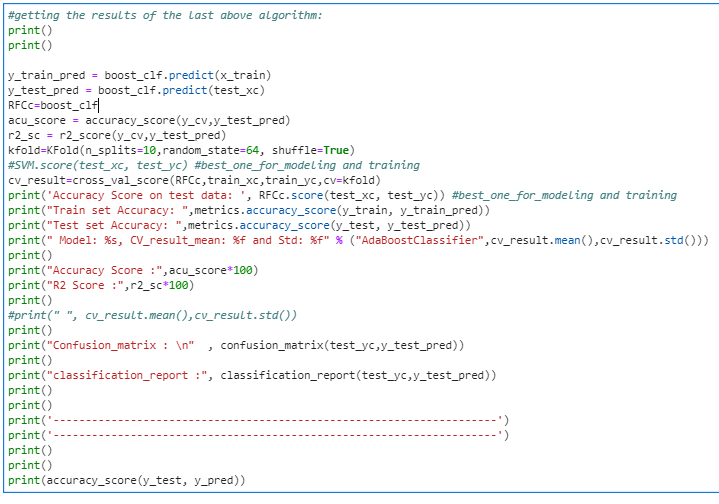 #getting the results of the last above algorithm:
print()
print()

y_train_pred = boost_clf.predict(x_train)
y_test_pred = boost_clf.predict(test_xc)
RFCc=boost_clf
acu_score = accuracy_score(y_cv,y_test_pred)
r2_sc = r2_score(y_cv,y_test_pred)
kfold=KFold(n_splits=10,random_state=64, shuffle=True)
#SVM.score(test_xc, test_yc) #best_one_for_modeling and training
cv_result=cross_val_score(RFCc,train_xc,train_yc,cv=kfold)
print('Accuracy Score on test data: ', RFCc.score(test_xc, test_yc)) #best_one_for_modeling and training
print("Train set Accuracy: ",metrics.accuracy_score(y_train, y_train_pred))
print("Test set Accuracy: ",metrics.accuracy_score(y_test, y_test_pred))
print(" Model: %s, CV_result_mean: %f and Std: %f" % ("AdaBoostClassifier",cv_result.mean(),cv_result.std()))
print()
print("Accuracy Score :",acu_score*100)
print("R2 Score :",r2_sc*100)
print()
#print(" ", cv_result.mean(),cv_result.std())
print()
print("Confusion_matrix : \n"  , confusion_matrix(test_yc,y_test_pred))
print()
print("classification_report :", classification_report(test_yc,y_test_pred))
print()
print()
print('---------------------------------------------------------------------')
print('---------------------------------------------------------------------')
print()
print()
print(accuracy_score(y_test, y_pred))